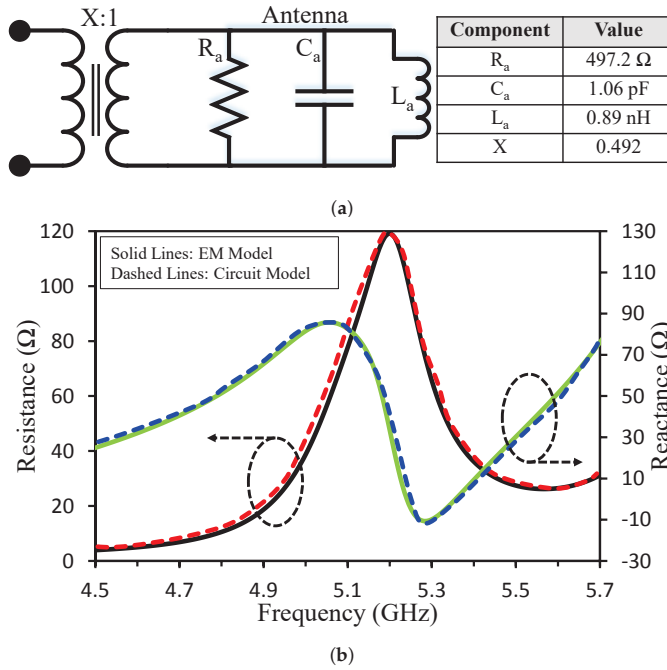 X:1
Antenna
Rₐ
Cₐ
Lₐ
Component Value
Rₐ 497.2 Ω
Cₐ 1.06 pF
Lₐ 0.89 nH
X 0.492
(a)
Solid Lines: EM Model
Dashed Lines: Circuit Model
Resistance (Ω)
120
100
80
60
40
20
0
Reactance (Ω)
130
110
90
70
50
30
10
-10
-30
4.5 4.7 4.9 5.1 5.3 5.5 5.7
Frequency (GHz)
(b)